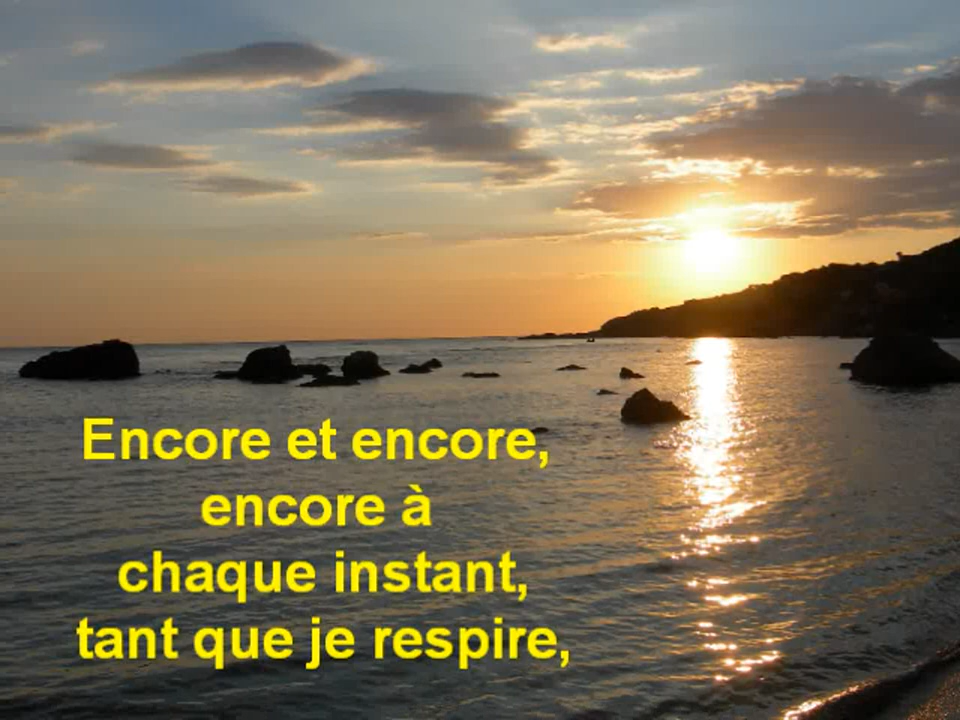 Encore et encore,
encore à
chaque instant,
tant que je respire,